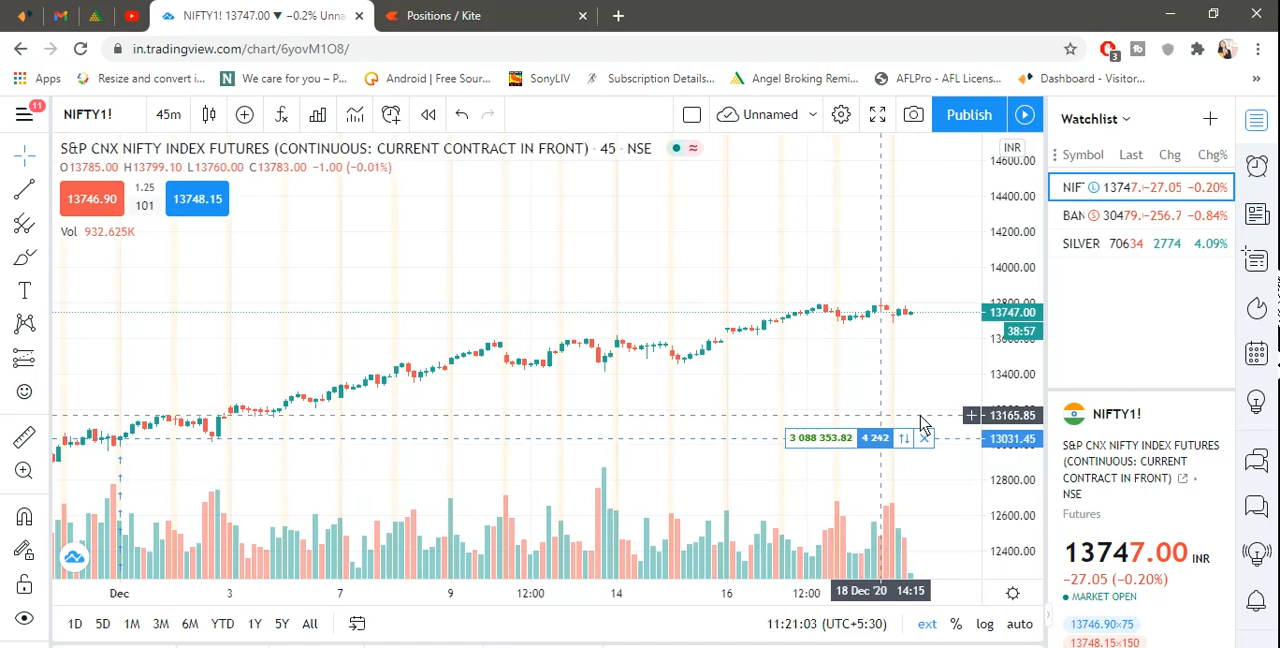 NIFTY1! 13747.00 ▼ −0.2% Unna
Positions / Kite
in.tradingview.com/chart/6yovM1O8/
3
Apps Resize and convert i... We care for you – P... Android | Free Sour... SonyLIV Subscription Details... Angel Broking Remi... AFLPro - AFL Licens... Dashboard - Visitor... »
11
NIFTY1! 45m Unnamed Publish
Watchlist
S&P CNX NIFTY INDEX FUTURES (CONTINUOUS: CURRENT CONTRACT IN FRONT) · 45 · NSE
O13785.00 H13799.10 L13760.00 C13783.00 −1.00 (−0.01%)
13746.90 1.25 101 13748.15
Vol 932.625K
INR
14600.00
14400.00
14200.00
14000.00
13747.00
38:57
13400.00
13165.85
13031.45
12800.00
12600.00
12400.00
3 088 353.82 4 242
Dec 3 7 9 12:00 14 16 12:00 18 Dec '20 14:15
1D 5D 1M 3M 6M YTD 1Y 5Y All
11:21:03 (UTC+5:30) ext % log auto
Symbol Last Chg Chg%
NIF 13747. −27.05 −0.20%
BAN 30479. −256.7 −0.84%
SILVER 70634 2774 4.09%
NIFTY1!
S&P CNX NIFTY INDEX FUTURES
(CONTINUOUS: CURRENT
CONTRACT IN FRONT)
NSE
Futures
13747.00 INR
−27.05 (−0.20%)
MARKET OPEN
13746.90×75
13748.15×150